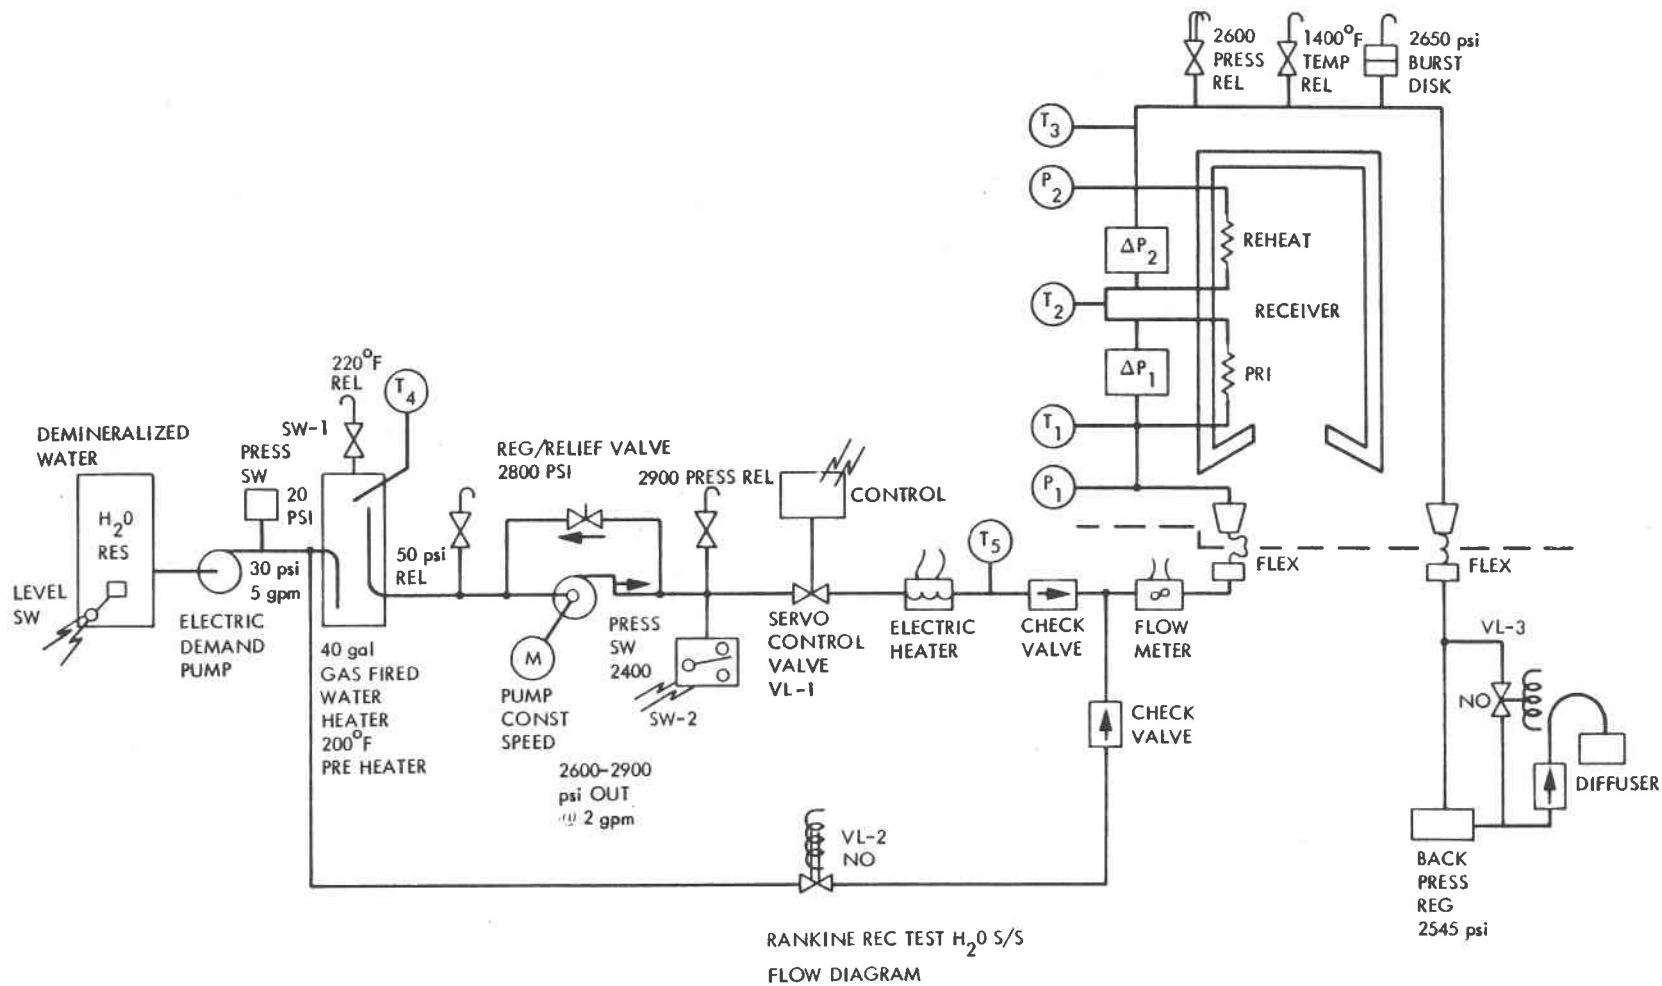 2600
PRESS
REL
1400°F
TEMP
REL
2650 psi
BURST
DISK
T3
P2
ΔP2
REHEAT
T2
RECEIVER
ΔP1
PRI
T1
P1
220°F
REL
T4
SW-1
DEMINERALIZED
WATER
PRESS
SW
20
PSI
H2O
RES
LEVEL
SW
30 psi
5 gpm
ELECTRIC
DEMAND
PUMP
40 gal
GAS FIRED
WATER
HEATER
200°F
PRE HEATER
50 psi
REL
REG/RELIEF VALVE
2800 PSI
M
PUMP
CONST
SPEED
2600-2900
psi OUT
@ 2 gpm
2900 PRESS REL
PRESS
SW
2400
SW-2
CONTROL
SERVO
CONTROL
VALVE
VL-1
ELECTRIC
HEATER
T5
CHECK
VALVE
FLOW
METER
FLEX
FLEX
CHECK
VALVE
VL-2
NO
VL-3
NO
DIFFUSER
BACK
PRESS
REG
2545 psi
RANKINE REC TEST H2O S/S
FLOW DIAGRAM